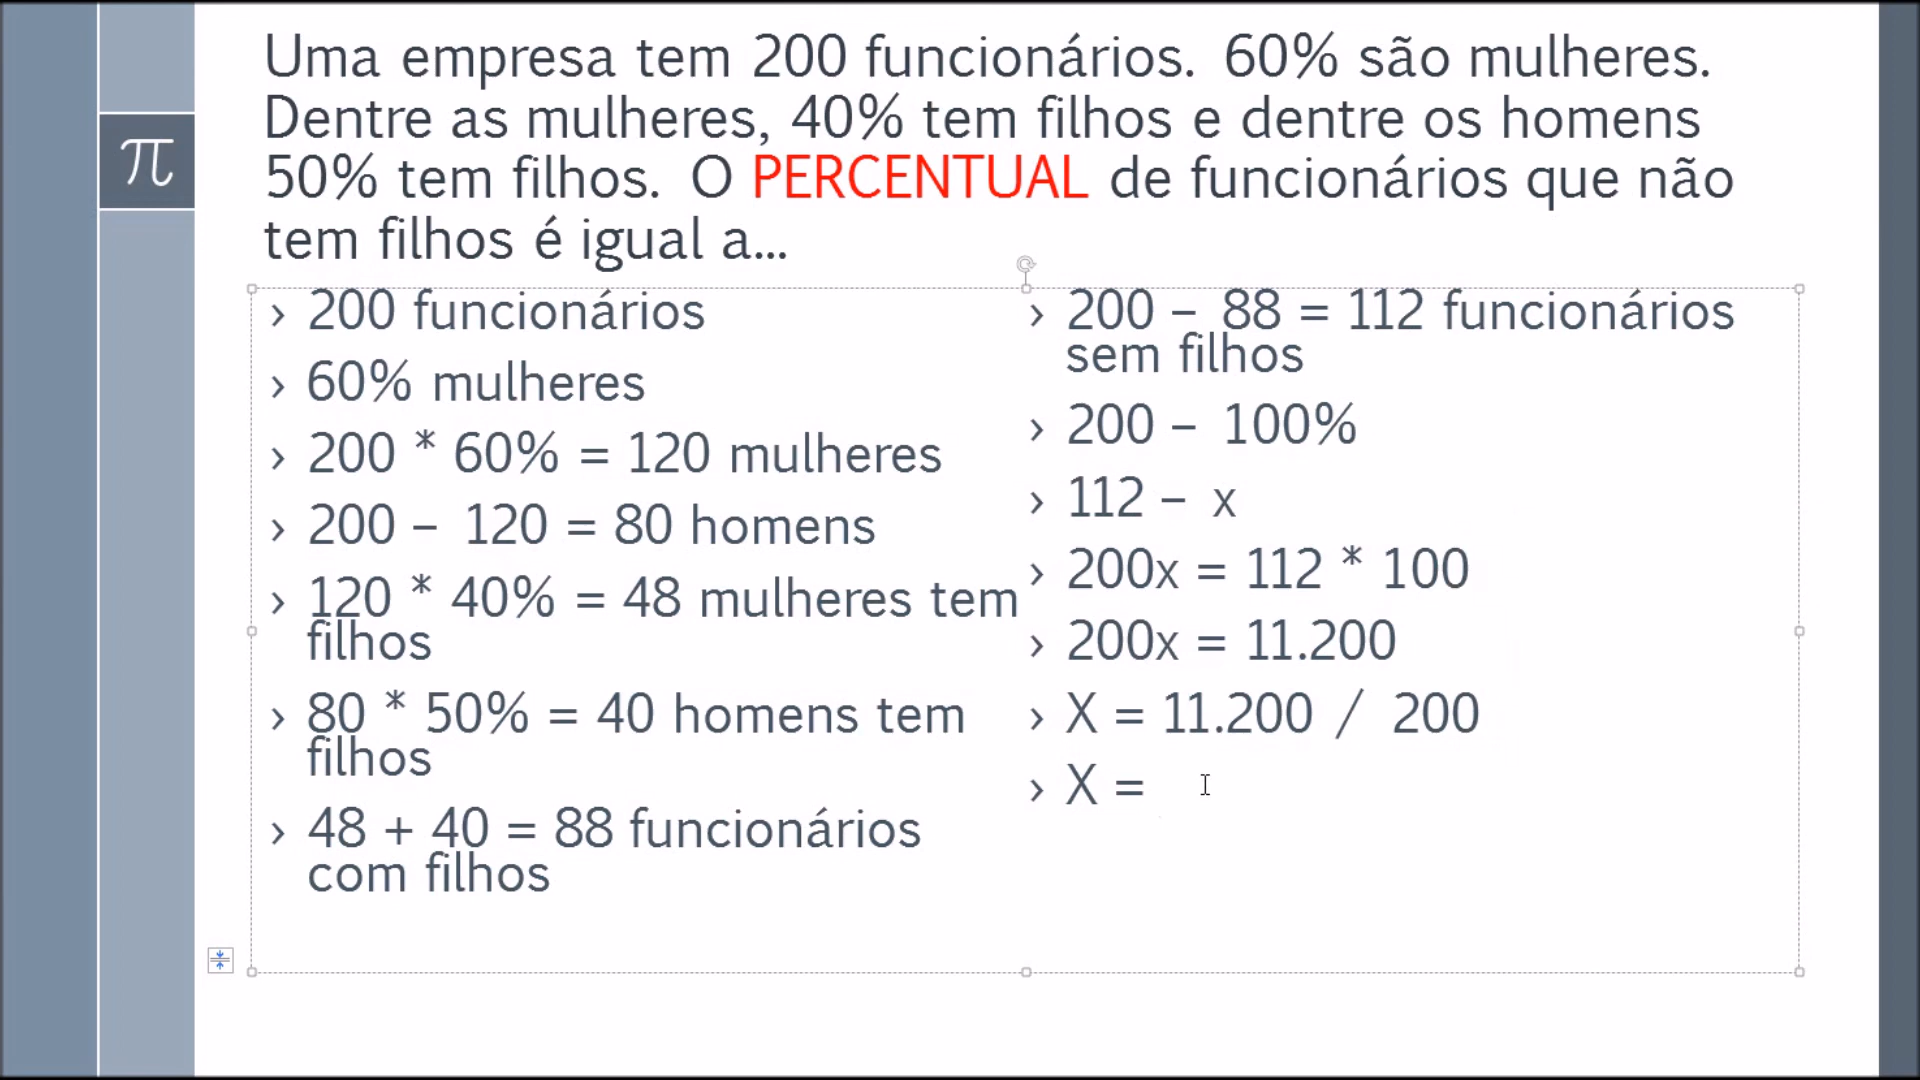 π
Uma empresa tem 200 funcionários. 60% são mulheres.
Dentre as mulheres, 40% tem filhos e dentre os homens
50% tem filhos. O PERCENTUAL de funcionários que não
tem filhos é igual a...
› 200 funcionários
› 60% mulheres
› 200 * 60% = 120 mulheres
› 200 – 120 = 80 homens
› 120 * 40% = 48 mulheres tem
filhos
› 80 * 50% = 40 homens tem
filhos
› 48 + 40 = 88 funcionários
com filhos
› 200 – 88 = 112 funcionários
sem filhos
› 200 – 100%
› 112 – x
› 200x = 112 * 100
› 200x = 11.200
› X = 11.200 / 200
› X =